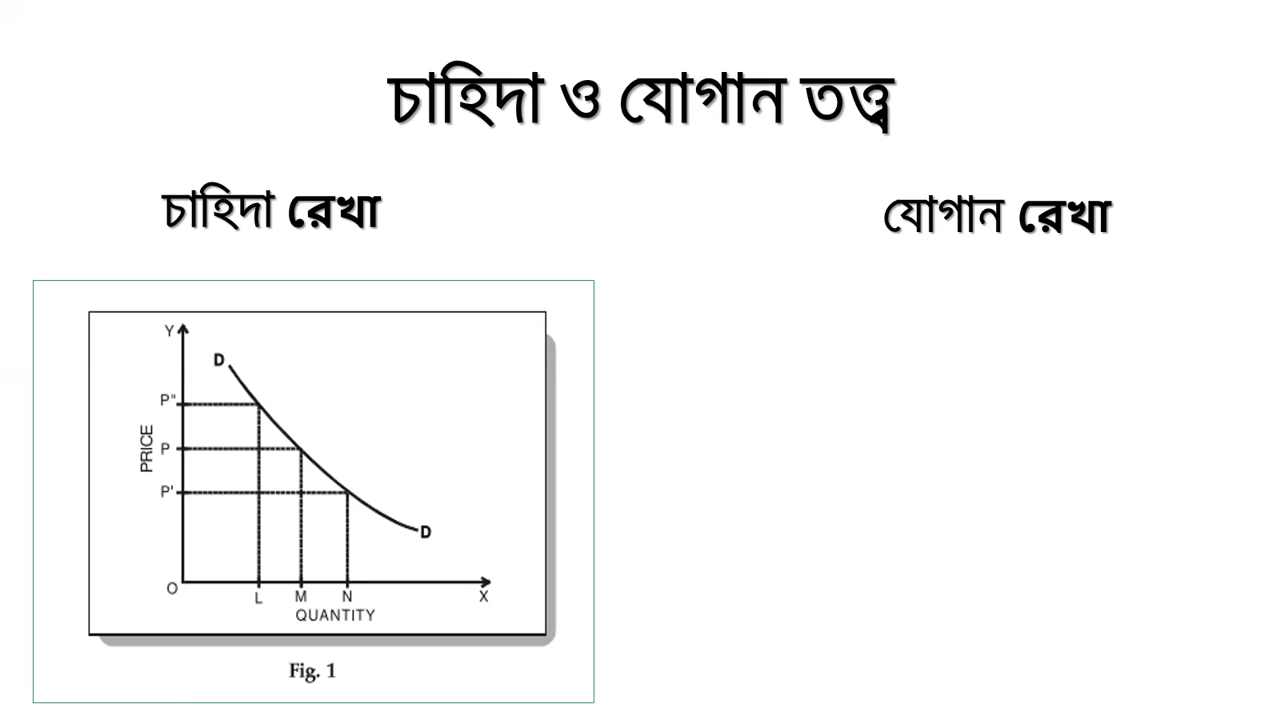 চাহিদা ও যোগান তত্ত্ব
চাহিদা রেখা
যোগান রেখা
Y
D
P"
P
PRICE
P'
D
O
L M N X
QUANTITY
Fig. 1